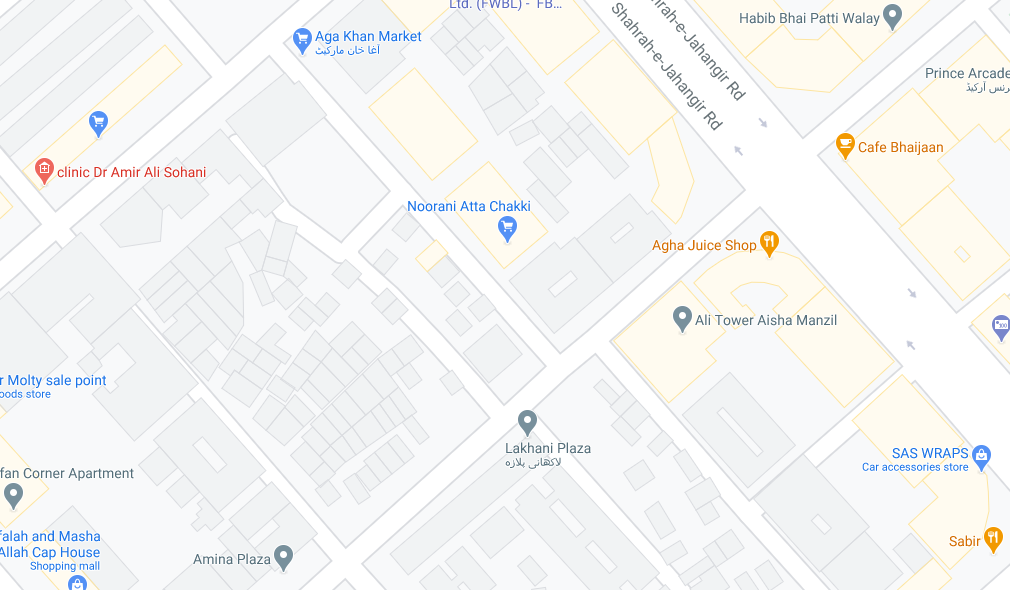 Ltd. (FWBL) - FB...
Habib Bhai Patti Walay
Shahrah-e-Jahangir Rd
Shahrah-e-Jahangir Rd
Aga Khan Market
آغا خان مارکیٹ
Prince Arcade
رنس آرکیڈ
Cafe Bhaijaan
clinic Dr Amir Ali Sohani
Noorani Atta Chakki
Agha Juice Shop
Ali Tower Aisha Manzil
r Molty sale point
oods store
Lakhani Plaza
لاکھانی پلازہ
SAS WRAPS
Car accessories store
fan Corner Apartment
falah and Masha
Allah Cap House
Shopping mall
Amina Plaza
Sabir